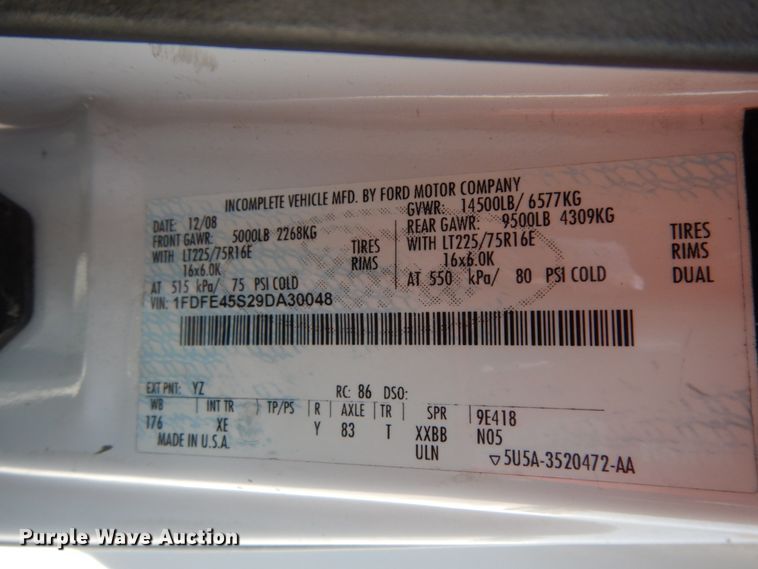 INCOMPLETE VEHICLE MFD. BY FORD MOTOR COMPANY
DATE: 12/08 GVWR: 14500LB/ 6577KG
FRONT GAWR: 5000LB 2268KG REAR GAWR: 9500LB 4309KG
WITH LT225/75R16E TIRES WITH LT225/75R16E TIRES
16x6.0K RIMS 16x6.0K RIMS
AT 515 kPa/ 75 PSI COLD AT 550 kPa/ 80 PSI COLD DUAL
VIN: 1FDFE45S29DA30048
EXT PNT: YZ RC: 86 DSO:
WB INT TR TP/PS R AXLE TR SPR 9E418
176 XE Y 83 T XXBB N05
MADE IN U.S.A. ULN ▽5U5A-3520472-AA
Purple Wave Auction